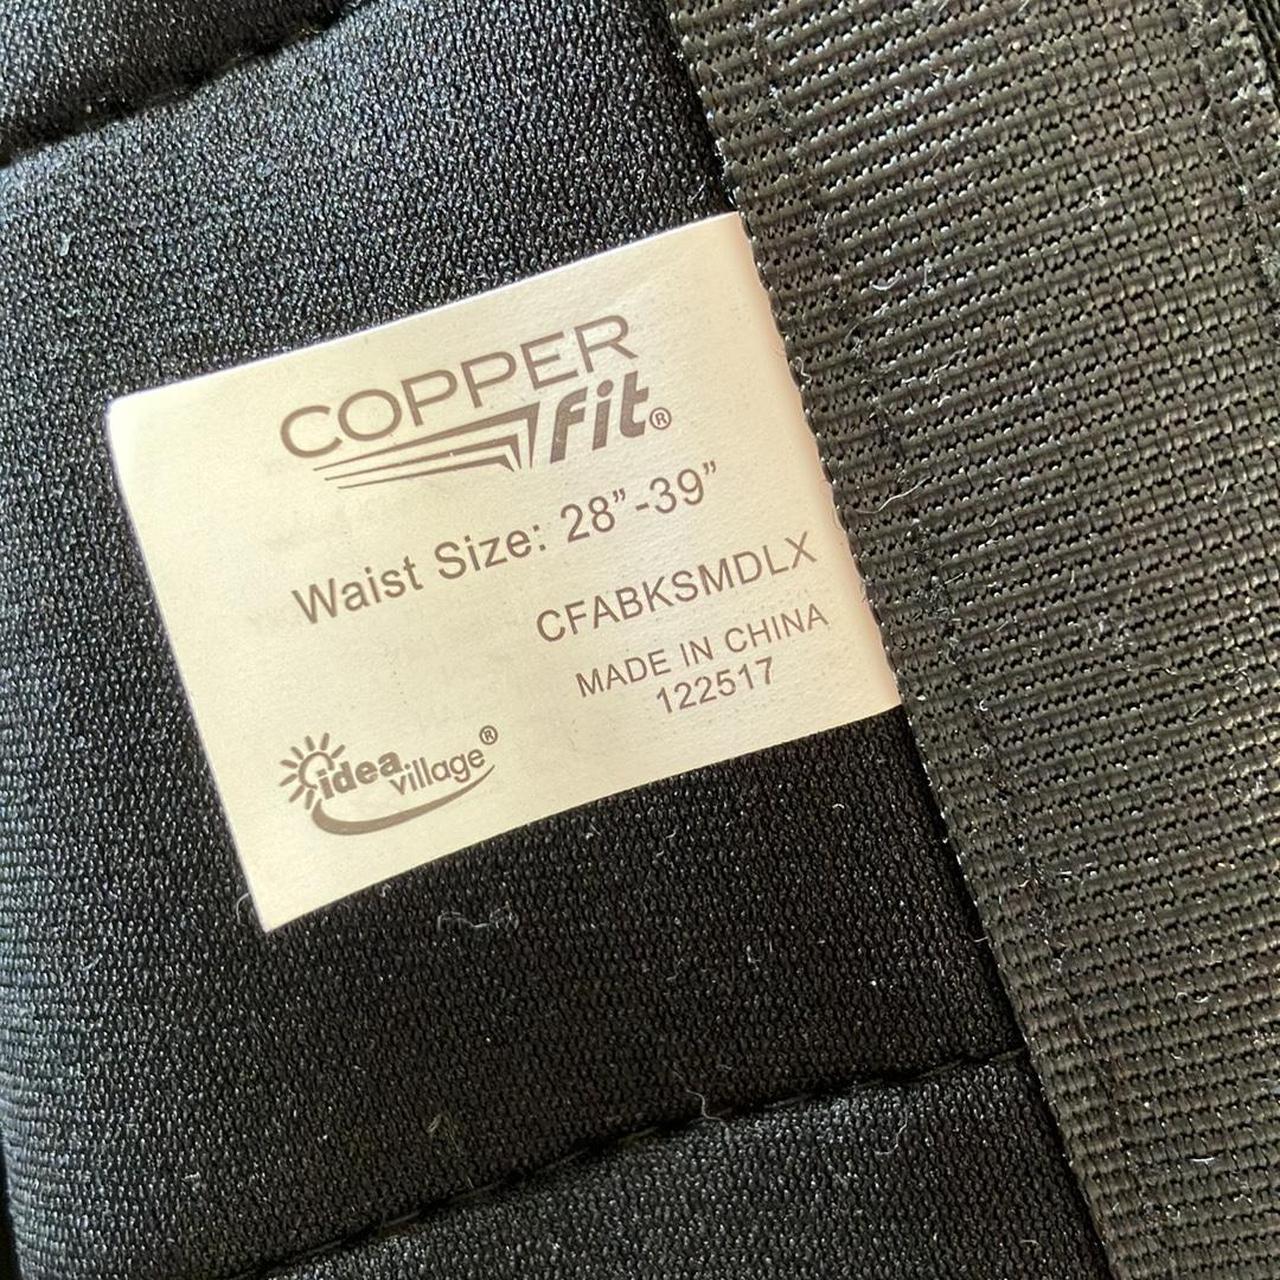 COPPER
Fit®
Waist Size: 28”-39”
CFABKSMDLX
MADE IN CHINA
122517
idea village®